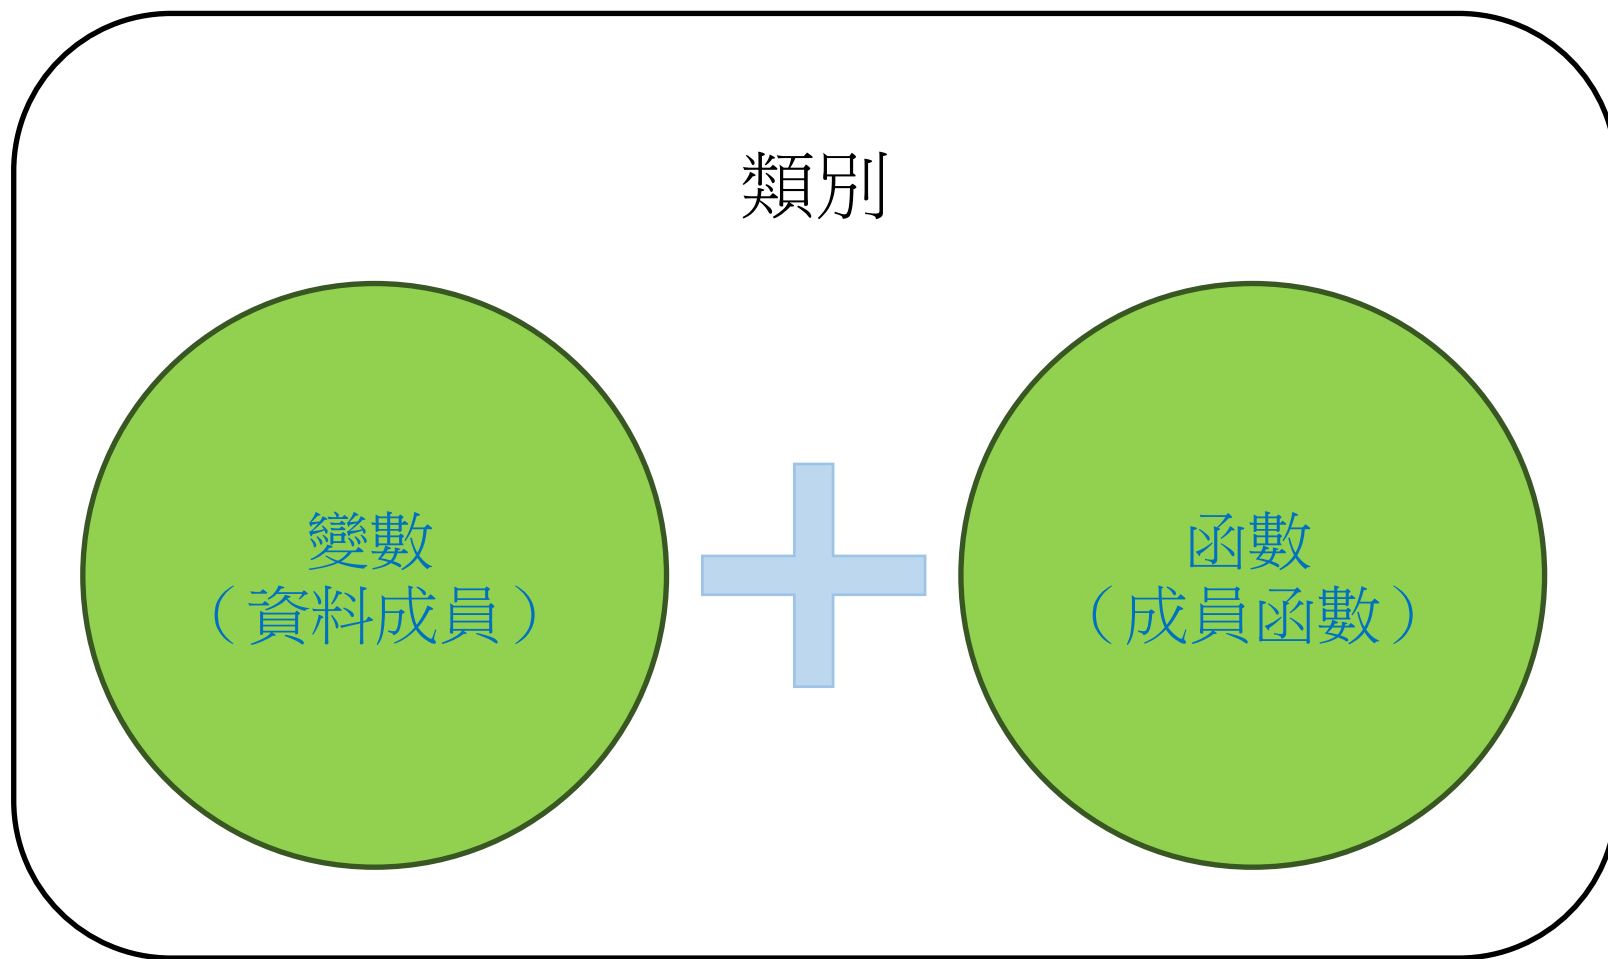 類別
變數
（資料成員）
函數
（成員函數）